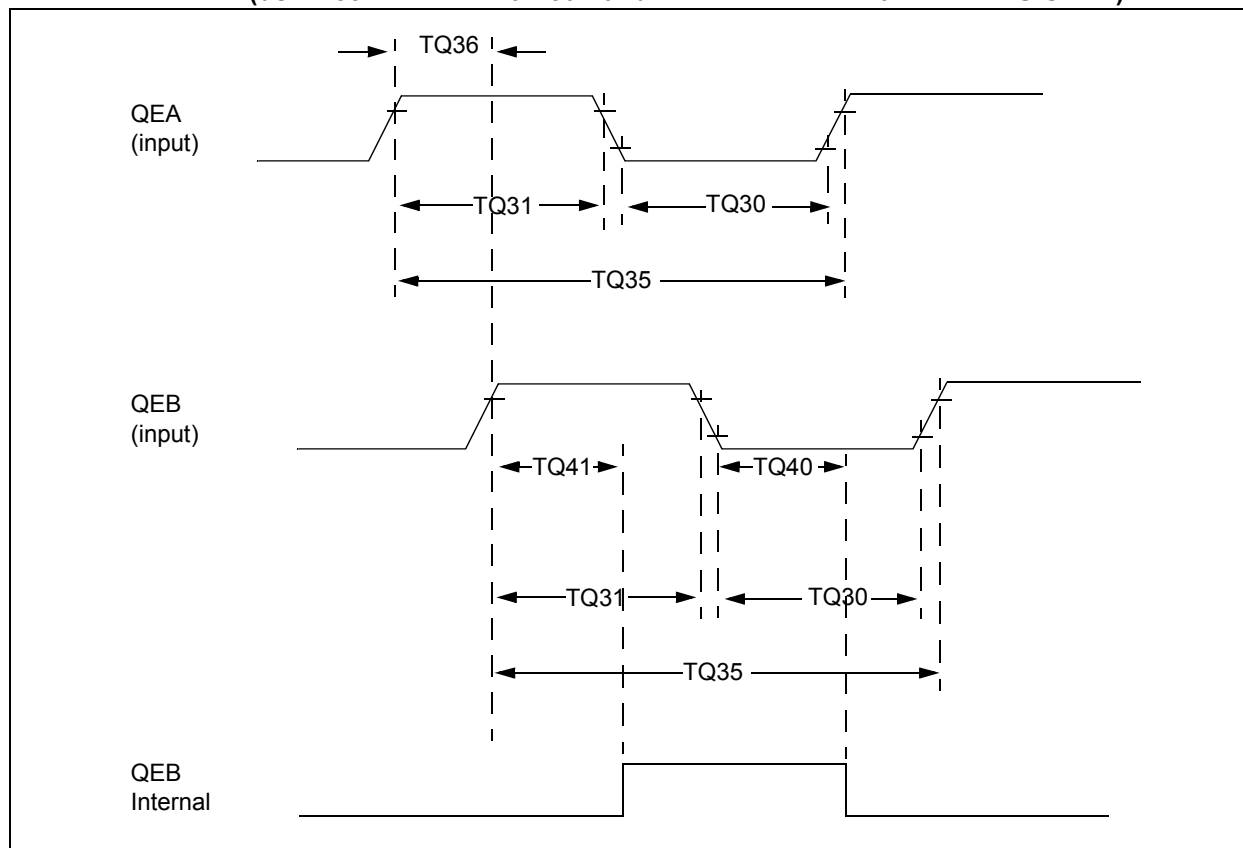 TQ36
QEA
(input)
TQ31
TQ30
TQ35
QEB
(input)
TQ41
TQ40
TQ31
TQ30
TQ35
QEB
Internal